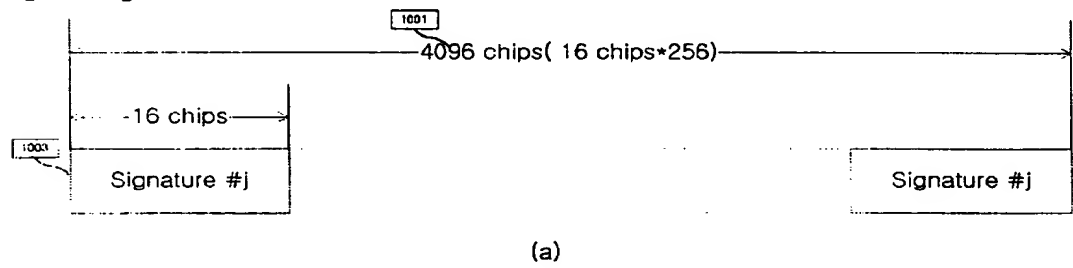 1001
4096 chips( 16 chips*256)
16 chips
1003
Signature #j
Signature #j
(a)